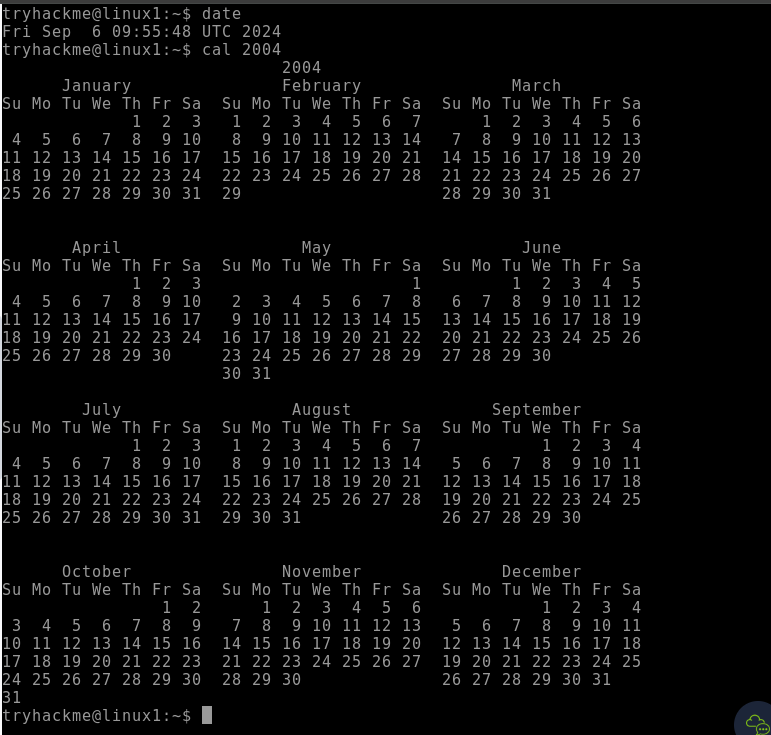 tryhackme@linux1:~$ date
Fri Sep  6 09:55:48 UTC 2024
tryhackme@linux1:~$ cal 2004
                            2004
      January               February               March
Su Mo Tu We Th Fr Sa  Su Mo Tu We Th Fr Sa  Su Mo Tu We Th Fr Sa
             1  2  3   1  2  3  4  5  6  7      1  2  3  4  5  6
 4  5  6  7  8  9 10   8  9 10 11 12 13 14   7  8  9 10 11 12 13
11 12 13 14 15 16 17  15 16 17 18 19 20 21  14 15 16 17 18 19 20
18 19 20 21 22 23 24  22 23 24 25 26 27 28  21 22 23 24 25 26 27
25 26 27 28 29 30 31  29                    28 29 30 31
       April                  May                   June
Su Mo Tu We Th Fr Sa  Su Mo Tu We Th Fr Sa  Su Mo Tu We Th Fr Sa
             1  2  3                     1         1  2  3  4  5
 4  5  6  7  8  9 10   2  3  4  5  6  7  8   6  7  8  9 10 11 12
11 12 13 14 15 16 17   9 10 11 12 13 14 15  13 14 15 16 17 18 19
18 19 20 21 22 23 24  16 17 18 19 20 21 22  20 21 22 23 24 25 26
25 26 27 28 29 30     23 24 25 26 27 28 29  27 28 29 30
                      30 31
        July                 August              September
Su Mo Tu We Th Fr Sa  Su Mo Tu We Th Fr Sa  Su Mo Tu We Th Fr Sa
             1  2  3   1  2  3  4  5  6  7            1  2  3  4
 4  5  6  7  8  9 10   8  9 10 11 12 13 14   5  6  7  8  9 10 11
11 12 13 14 15 16 17  15 16 17 18 19 20 21  12 13 14 15 16 17 18
18 19 20 21 22 23 24  22 23 24 25 26 27 28  19 20 21 22 23 24 25
25 26 27 28 29 30 31  29 30 31              26 27 28 29 30
      October               November              December
Su Mo Tu We Th Fr Sa  Su Mo Tu We Th Fr Sa  Su Mo Tu We Th Fr Sa
                1  2      1  2  3  4  5  6            1  2  3  4
 3  4  5  6  7  8  9   7  8  9 10 11 12 13   5  6  7  8  9 10 11
10 11 12 13 14 15 16  14 15 16 17 18 19 20  12 13 14 15 16 17 18
17 18 19 20 21 22 23  21 22 23 24 25 26 27  19 20 21 22 23 24 25
24 25 26 27 28 29 30  28 29 30              26 27 28 29 30 31
31
tryhackme@linux1:~$